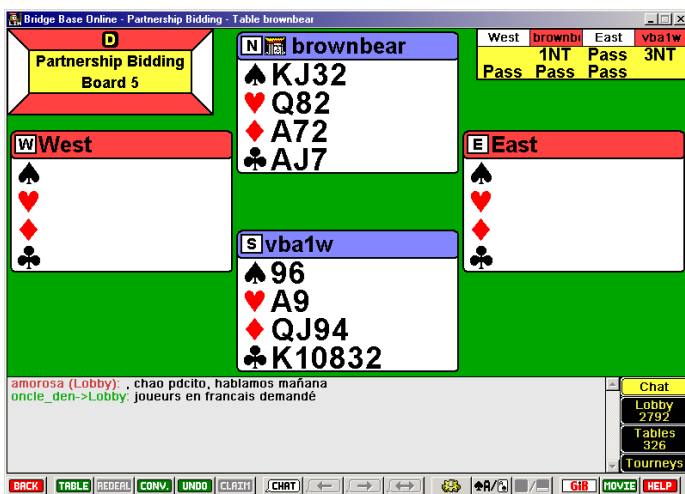 Bridge Base Online - Partnership Bidding - Table brownbear
D
Partnership Bidding
Board 5
N brownbear
♠KJ32
♥Q82
♦A72
♣AJ7
West brownbr East vba1w
1NT Pass 3NT
Pass Pass Pass
W West
♠
♥
♦
♣
E East
♠
♥
♦
♣
S vba1w
♠96
♥A9
♦QJ94
♣K10832
amorosa (Lobby): , chao pdcito, hablamos mañana
oncle_den->Lobby: joueurs en francais demandé
Chat
Lobby
2792
Tables
326
Tourneys
BACK TABLE REDEAL CONV. UNDO CLAIM CHAT ♠A/ GIB MOVIE HELP